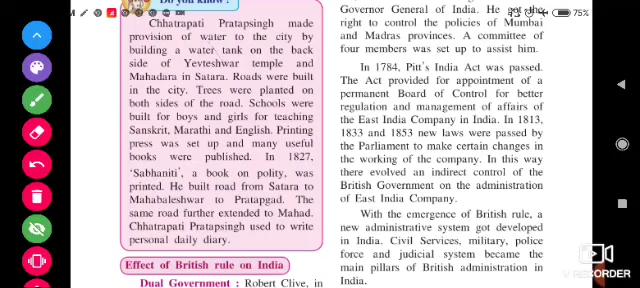 Do you know?
Chhatrapati Pratapsingh made
provision of water to the city by
building a water tank on the back
side of Yevteshwar temple and
Mahadara in Satara. Roads were built
in the city. Trees were planted on
both sides of the road. Schools were
built for boys and girls for teaching
Sanskrit, Marathi and English. Printing
press was set up and many useful
books were published. In 1827,
‘Sabhaniti’, a book on polity, was
printed. He built road from Satara to
Mahabaleshwar to Pratapgad. The
same road further extended to Mahad.
Chhatrapati Pratapsingh used to write
personal daily diary.
Effect of British rule on India
Dual Government : Robert Clive, in
Governor General of India. He got the
right to control the policies of Mumbai
and Madras provinces. A committee of
four members was set up to assist him.
In 1784, Pitt's India Act was passed.
The Act provided for appointment of a
permanent Board of Control for better
regulation and management of affairs of
the East India Company in India. In 1813,
1833 and 1853 new laws were passed by
the Parliament to make certain changes in
the working of the company. In this way
there evolved an indirect control of the
British Government on the administration
of East India Company.
With the emergence of British rule, a
new administrative system got developed
in India. Civil Services, military, police
force and judicial system became the
main pillars of British administration in
India.
75%
V RECORDER